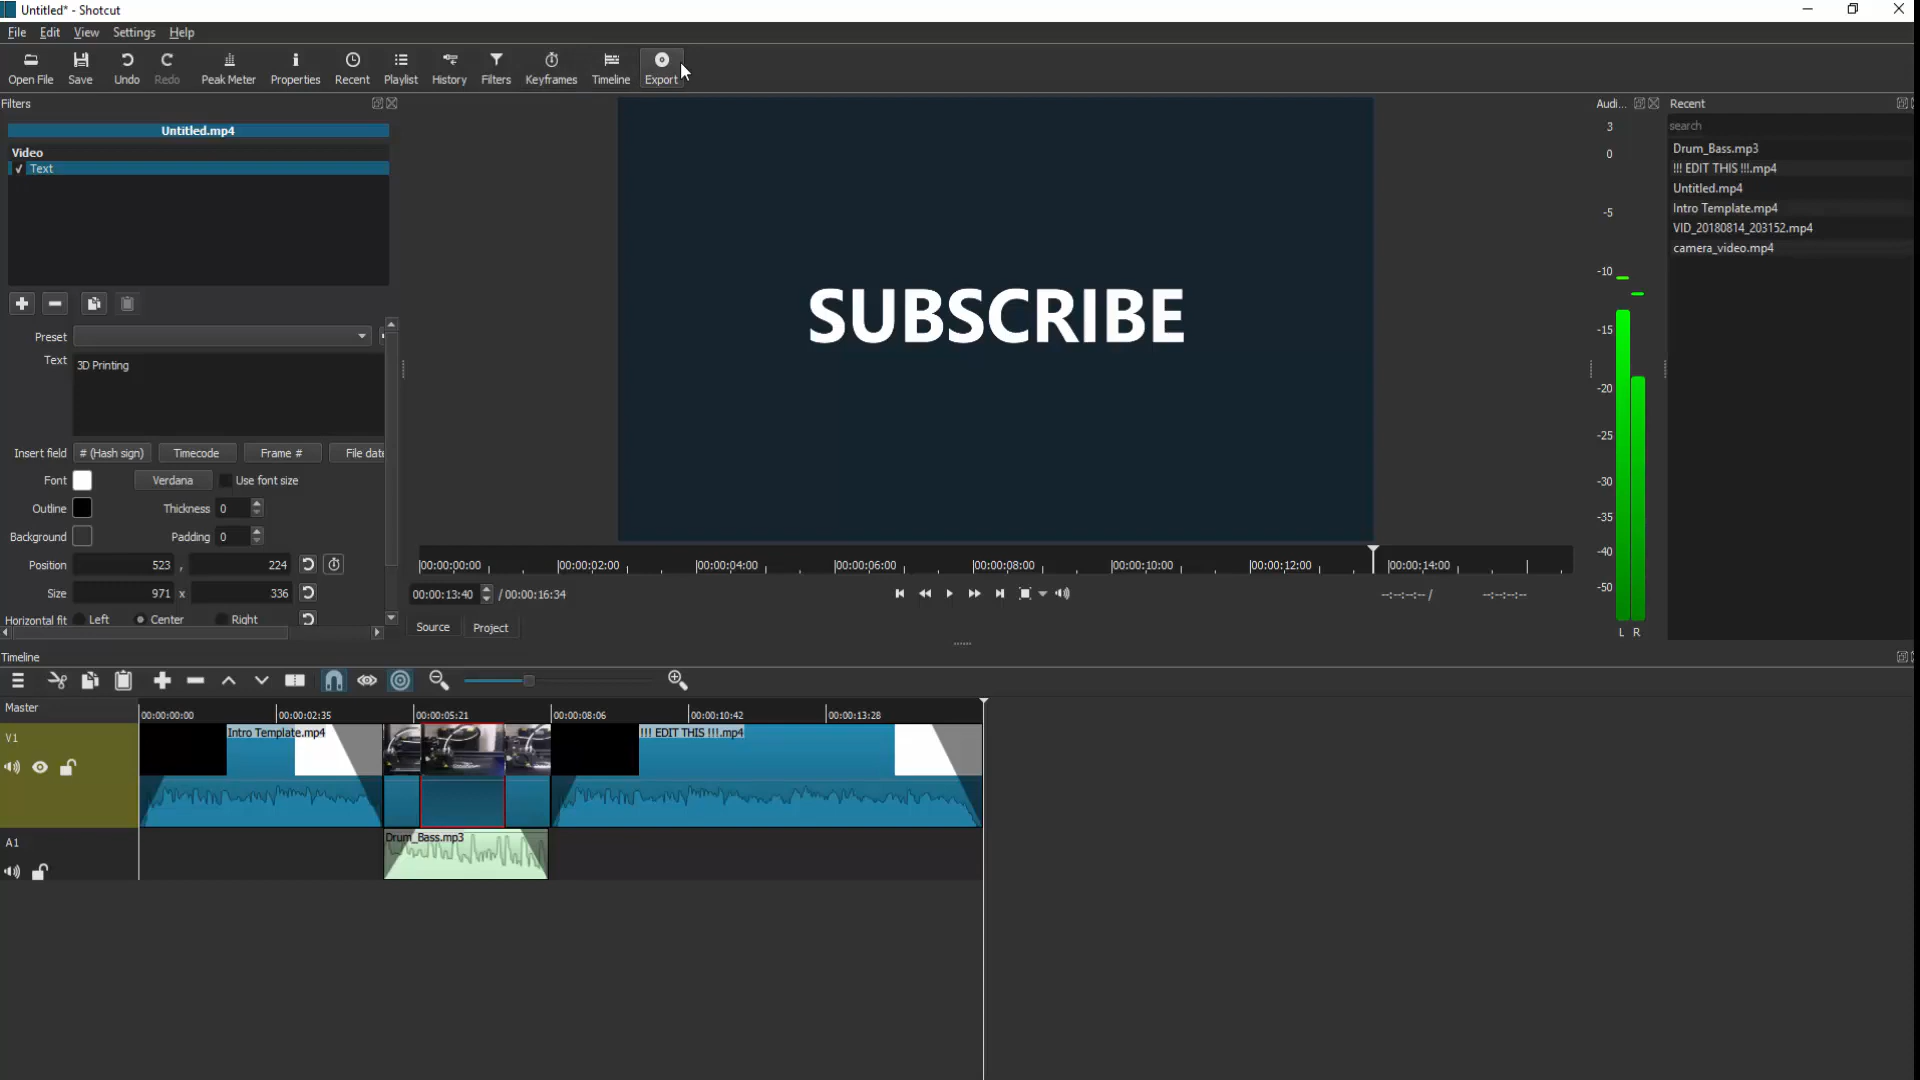 Untitled* - Shotcut
File Edit View Settings Help
Open File Save Undo Redo Peak Meter Properties Recent Playlist History Filters Keyframes Timeline Export
Filters
Untitled.mp4
Video
Text
Preset
Text
3D Printing
Insert field # (Hash sign) Timecode Frame # File date
Font Verdana Use font size
Outline Thickness 0
Background Padding 0
Position 523 , 224
Size 971 x 336
Horizontal fit Left Center Right
SUBSCRIBE
00:00:00:00 00:00:02:00 00:00:04:00 00:00:06:00 00:00:08:00 00:00:10:00 00:00:12:00 00:00:14:00
00:00:13:40 / 00:00:16:34 --:--:--:-- / --:--:--:--
Source Project
Audi...
3
0
-5
-10
-15
-20
-25
-30
-35
-40
-50
L R
Recent
search
Drum_Bass.mp3
!!! EDIT THIS !!!.mp4
Untitled.mp4
Intro Template.mp4
VID_20180814_203152.mp4
camera_video.mp4
Timeline
Master
00:00:00:00 00:00:02:35 00:00:05:21 00:00:08:06 00:00:10:42 00:00:13:28
V1
Intro Template.mp4
!!! EDIT THIS !!!.mp4
A1
Drum_Bass.mp3